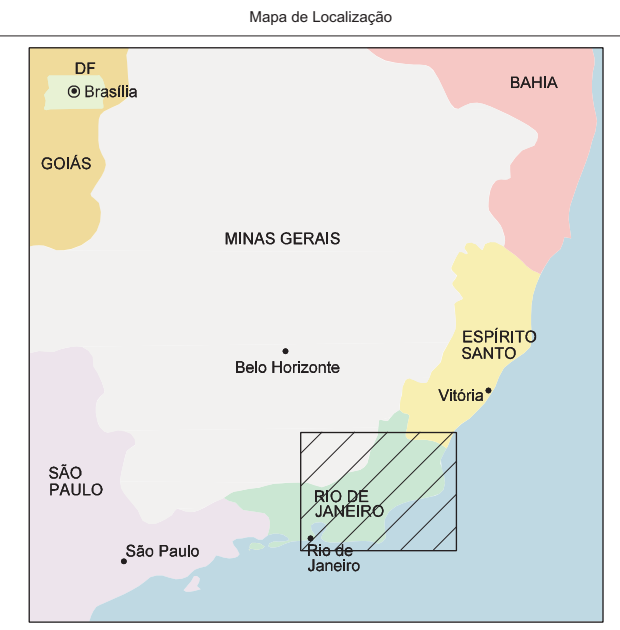 Mapa de Localização
DF
Brasília
BAHIA
GOIÁS
MINAS GERAIS
ESPÍRITO
SANTO
Belo Horizonte
Vitória
SÃO
PAULO
RIO DE
JANEIRO
São Paulo
Rio de
Janeiro